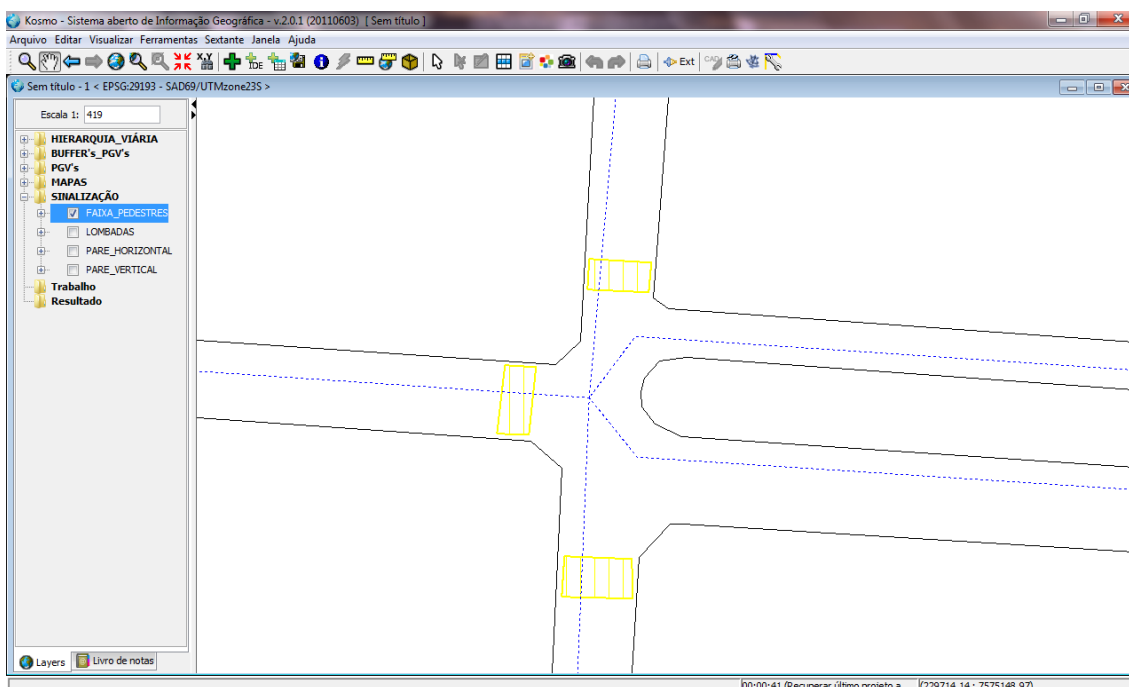 Kosmo - Sistema aberto de Informação Geográfica - v.2.0.1 (20110603) [ Sem título ]
Arquivo Editar Visualizar Ferramentas Sextante Janela Ajuda
TDE
Ext
CAD
Sem título - 1 < EPSG:29193 - SAD69/UTMzone23S >
Escala 1: 419
HIERARQUIA_VIÁRIA
BUFFER's_PGV's
PGV's
MAPAS
SINALIZAÇÃO
FAIXA_PEDESTRES
LOMBADAS
PARE_HORIZONTAL
PARE_VERTICAL
Trabalho
Resultado
Layers Livro de notas
00:00:41 (Recuperar último projeto a (229714.14 ; 7575148.97)